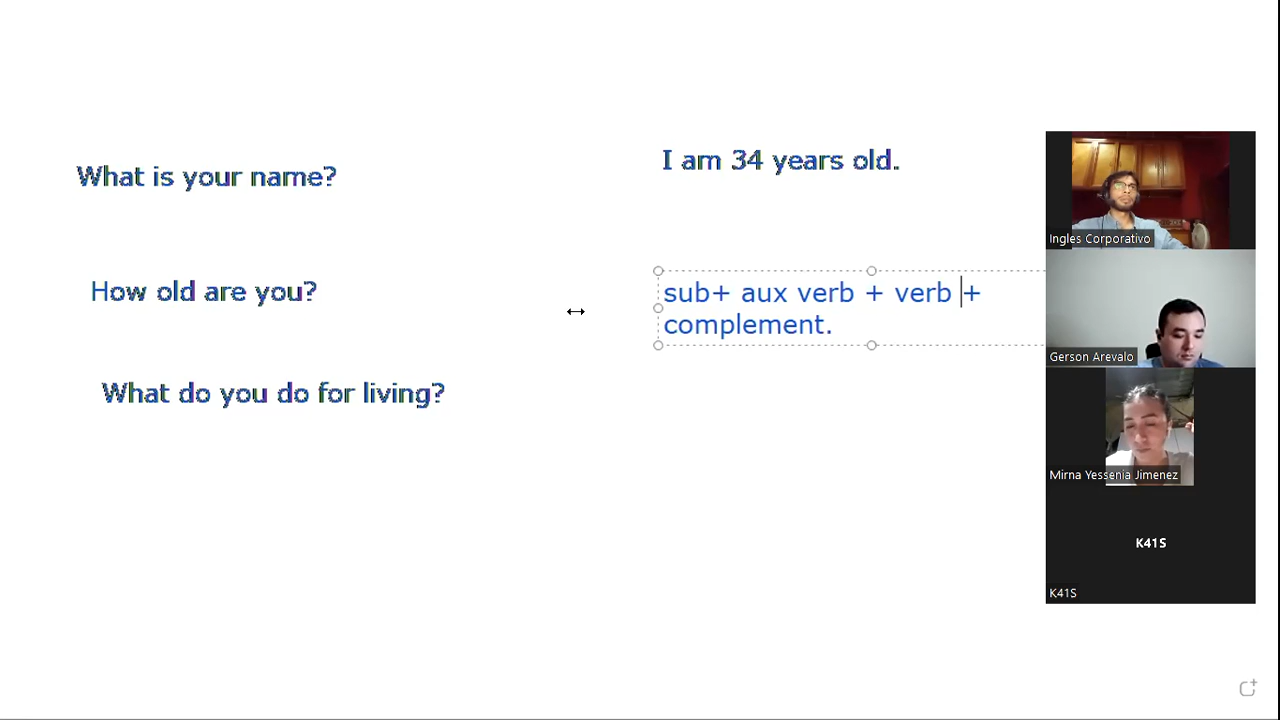 What is your name?
How old are you?
What do you do for living?
I am 34 years old.
sub+ aux verb + verb +
complement.
Ingles Corporativo
Gerson Arevalo
Mirna Yessenia Jimenez
K41S
K41S